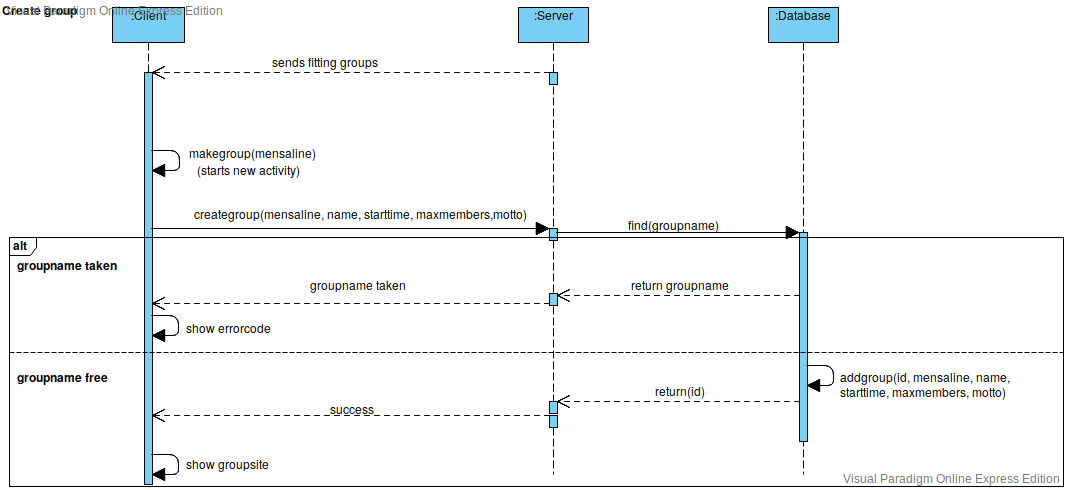 Create group
Visual Paradigm Online Express Edition
:Client
:Server
:Database
sends fitting groups
makegroup(mensaline)
(starts new activity)
creategroup(mensaline, name, starttime, maxmembers,motto)
find(groupname)
alt
groupname taken
groupname taken
return groupname
show errorcode
groupname free
addgroup(id, mensaline, name,
starttime, maxmembers, motto)
return(id)
success
show groupsite
Visual Paradigm Online Express Edition